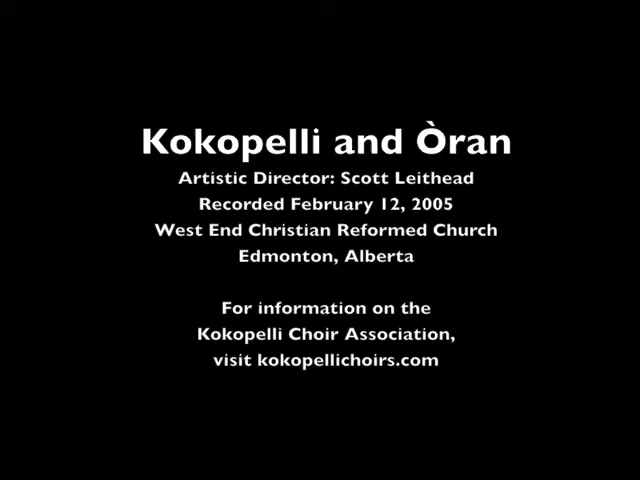 Kokopelli and Òran
Artistic Director: Scott Leithead
Recorded February 12, 2005
West End Christian Reformed Church
Edmonton, Alberta
For information on the
Kokopelli Choir Association,
visit kokopellichoirs.com